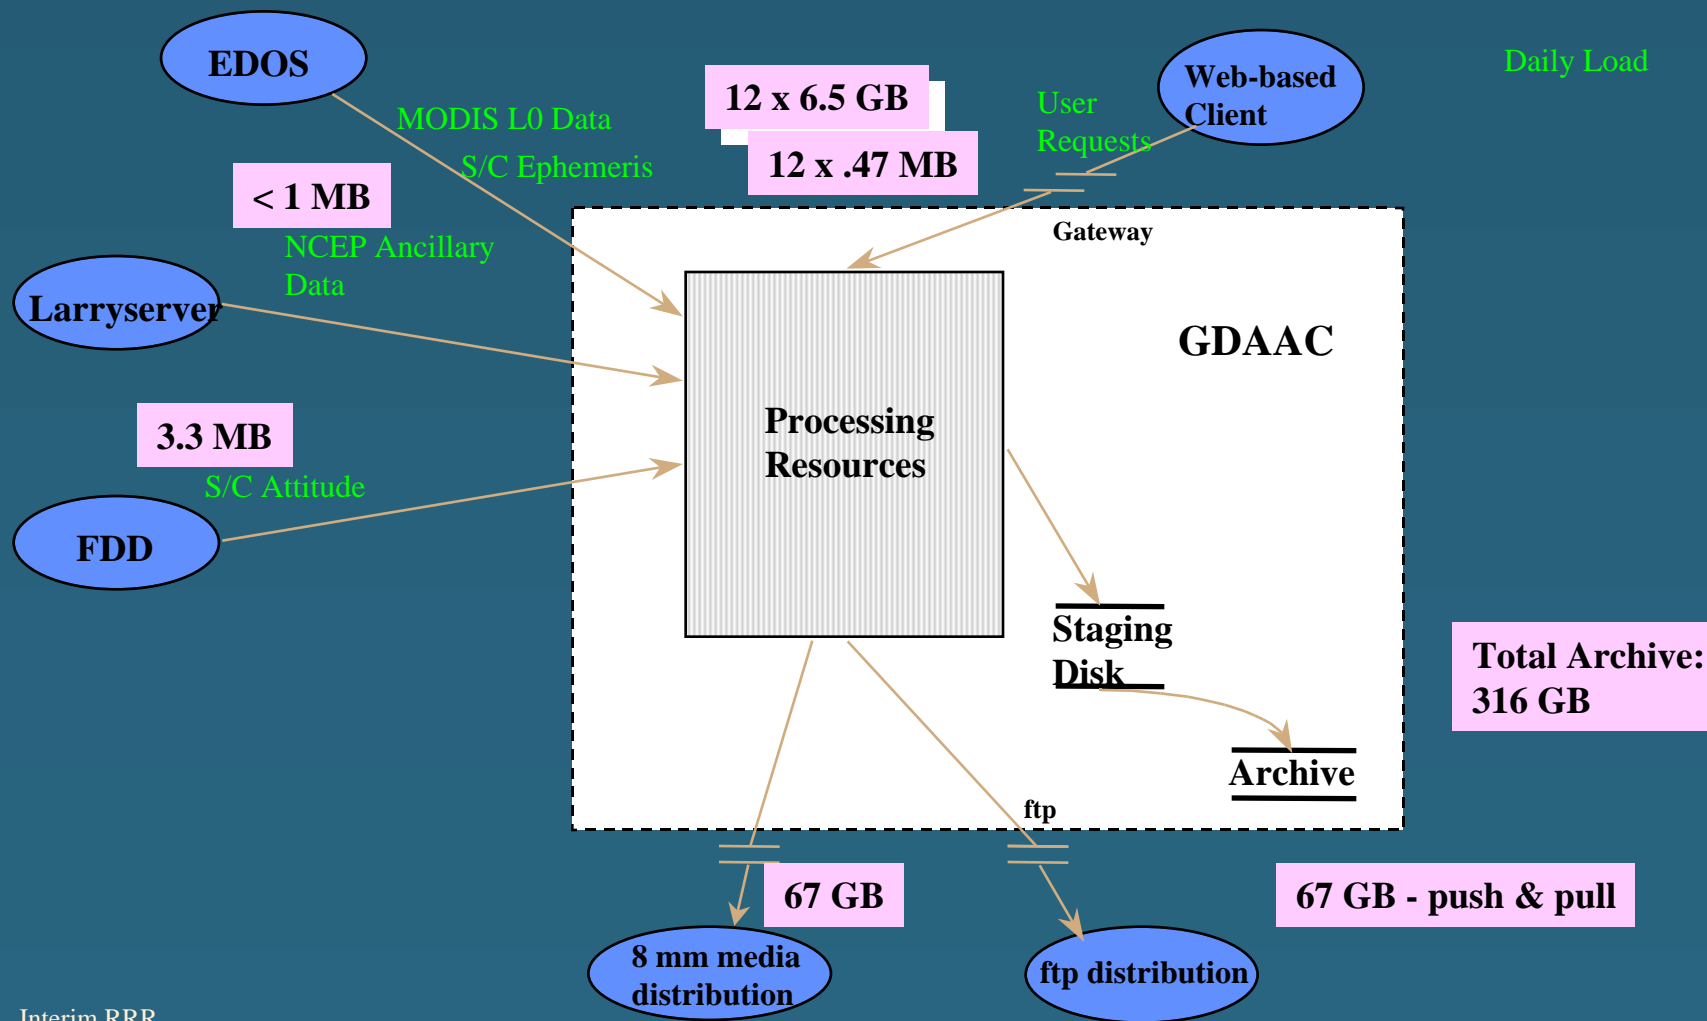 EDOS
Web-based
Client
Daily Load
12 x 6.5 GB
User
Requests
MODIS L0 Data
12 x .47 MB
S/C Ephemeris
< 1 MB
Gateway
NCEP Ancillary
Data
Larryserver
GDAAC
3.3 MB
Processing
Resources
S/C Attitude
FDD
Staging
Disk
Total Archive:
316 GB
Archive
ftp
67 GB
67 GB - push & pull
8 mm media
distribution
ftp distribution
Interim RRR